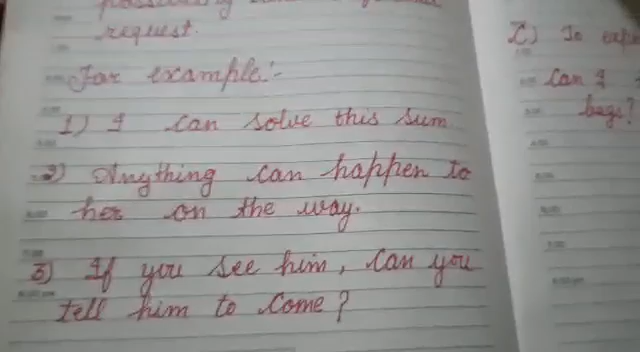 request.
For example:-
1) I can solve this sum
2) Anything can happen to
her on the way.
3) If you see him, can you
tell him to come?
C) To
Can I
bags?